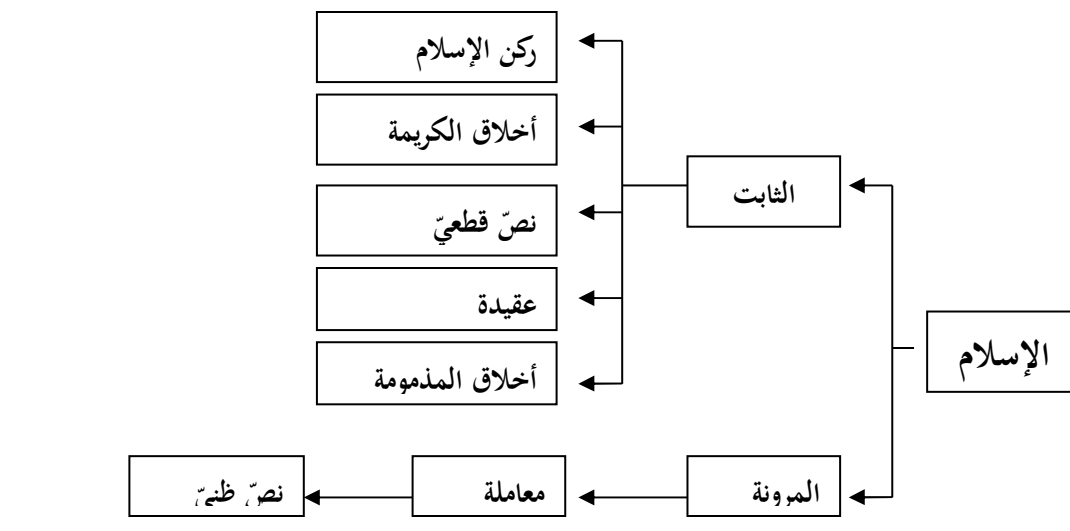 الإسلام
الثابت
ركن الإسلام
أخلاق الكريمة
نصّ قطعيّ
عقيدة
أخلاق المذمومة
المرونة
معاملة
نصّ ظنيّ